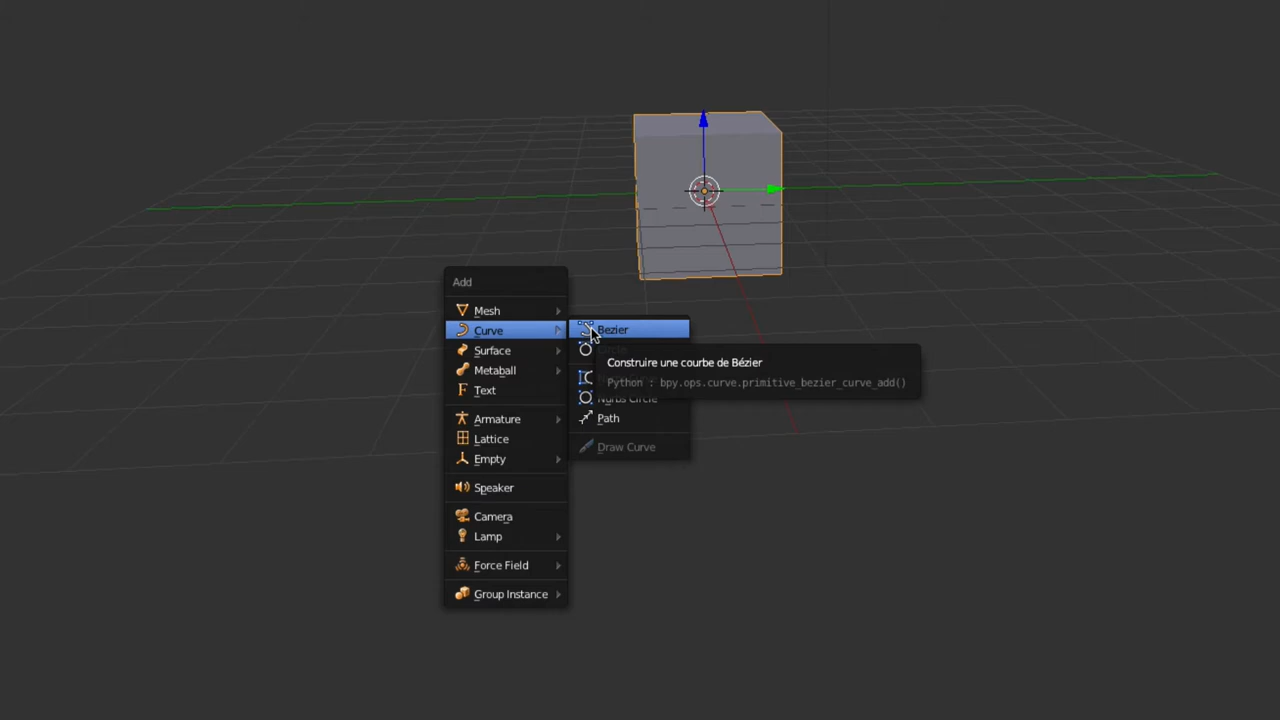 Add
Mesh
Curve
Surface
Metaball
Text
Armature
Lattice
Empty
Speaker
Camera
Lamp
Force Field
Group Instance
Bezier
Construire une courbe de Bézier
Python : bpy.ops.curve.primitive_bezier_curve_add()
Nurbs Circle
Path
Draw Curve